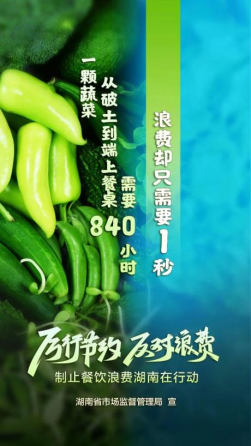 一颗蔬菜
从破土到端上餐桌
需要
840
小时
浪费却只需要1秒
厉行节约 反对浪费
制止餐饮浪费湖南在行动
湖南省市场监督管理局 宣